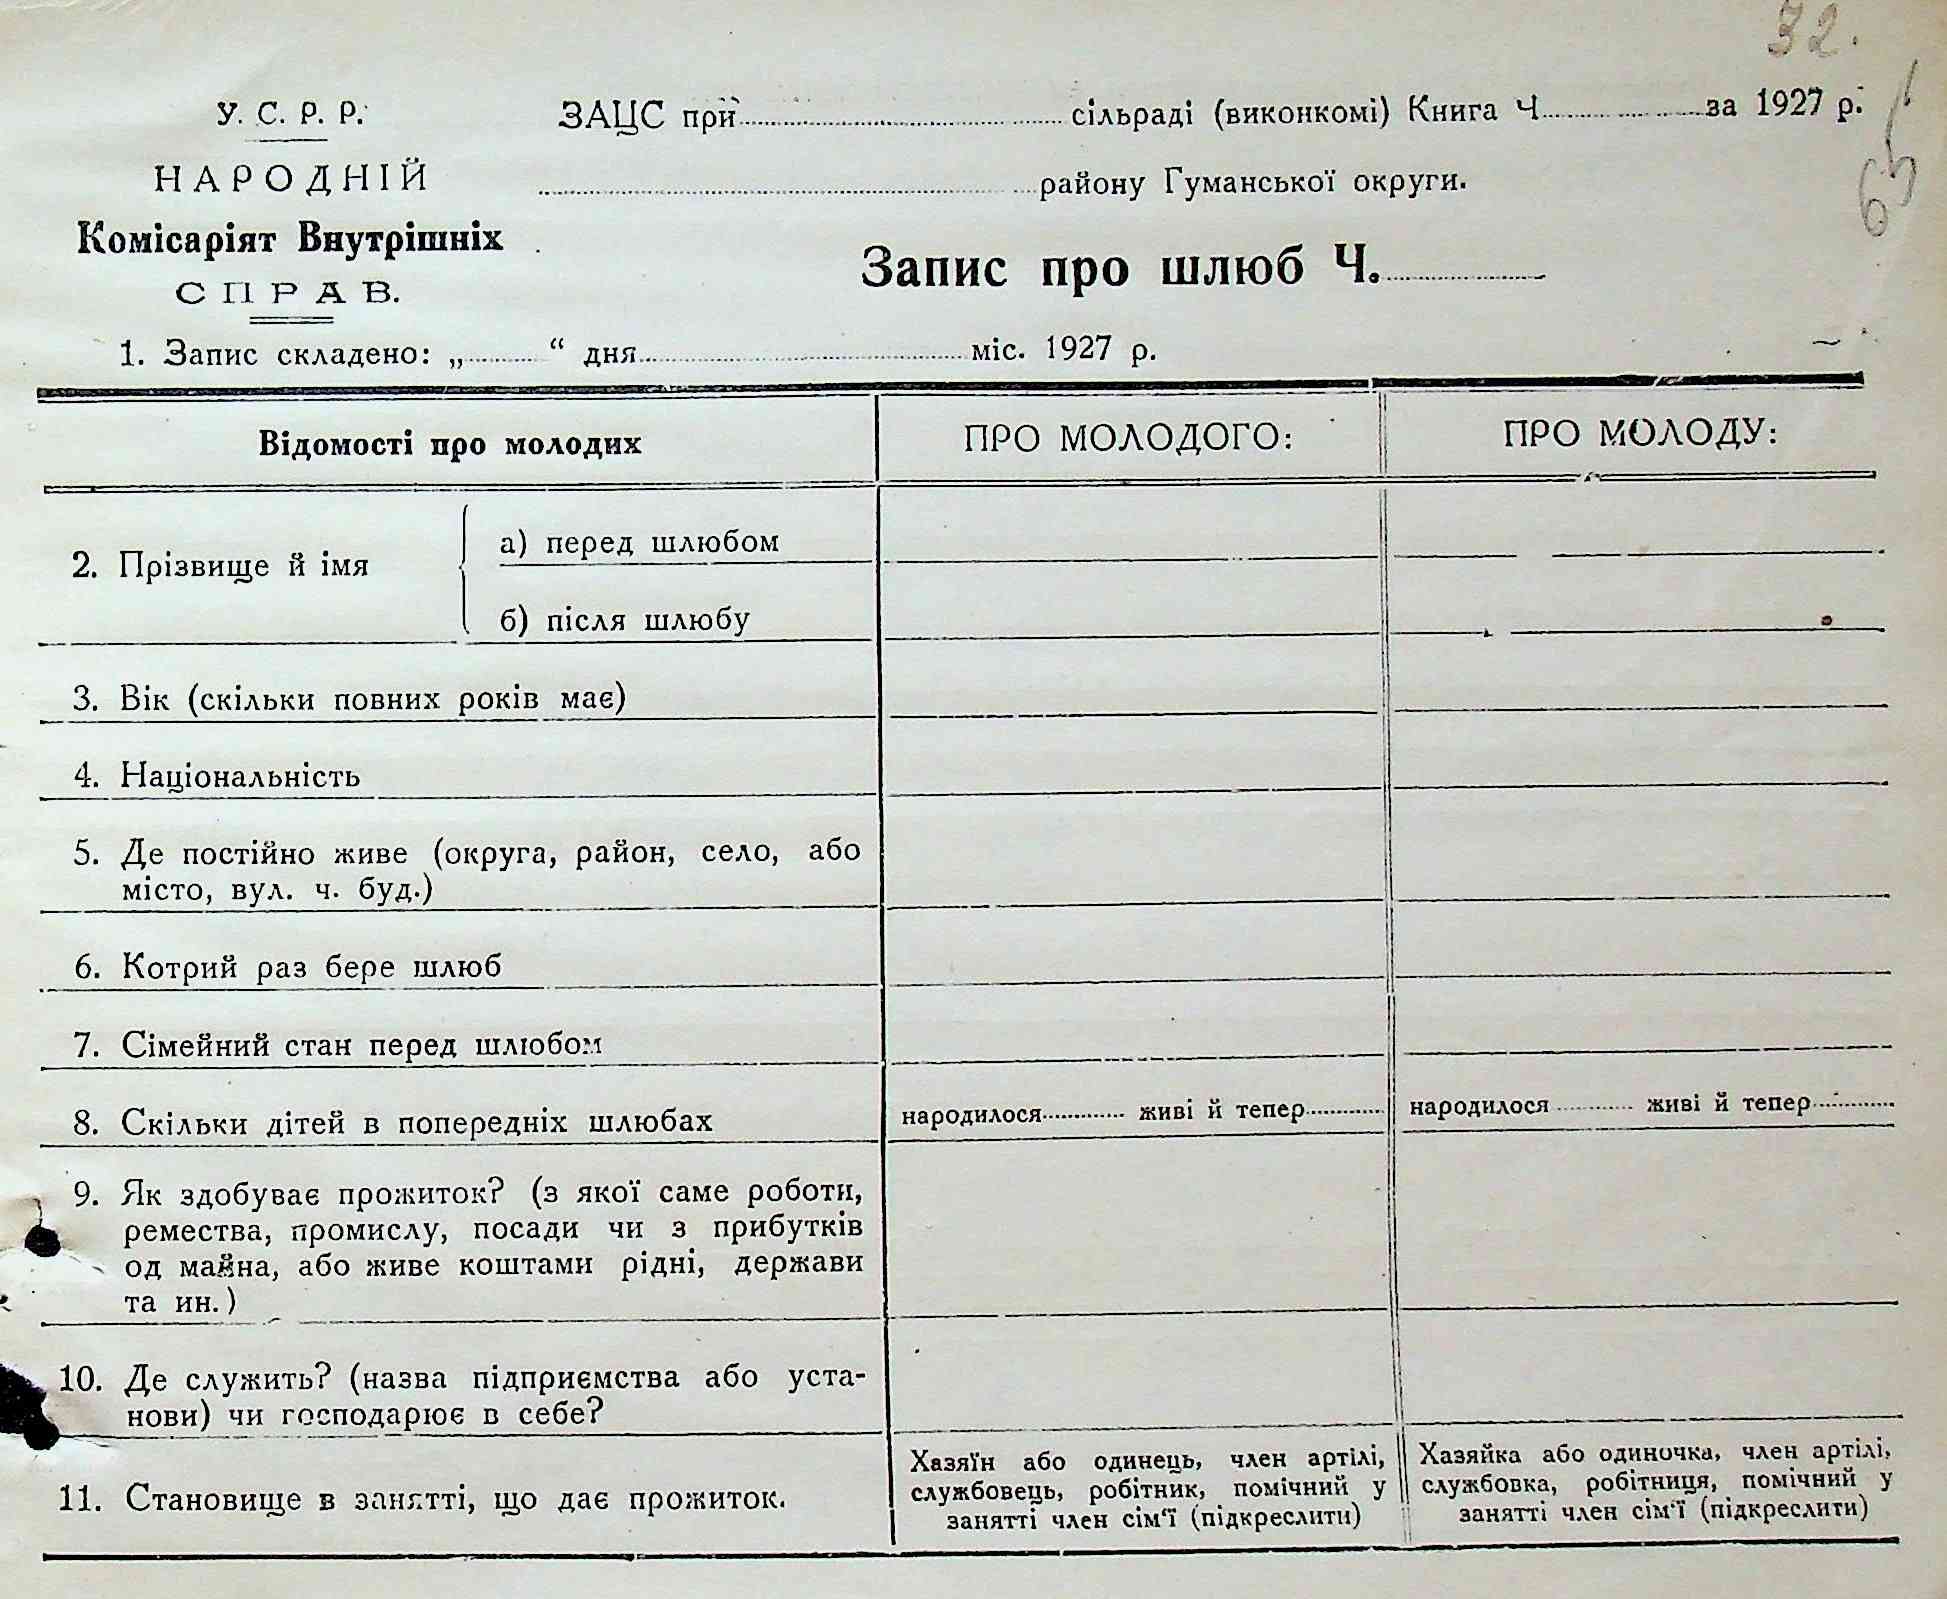 32.
65
У. С. Р. Р.
НАРОДНІЙ
Комісаріят Внутрішніх
СПРАВ.
ЗАЦС при сільраді (виконкомі) Книга Ч. за 1927 р.
району Гуманської округи.
Запис про шлюб Ч.
1. Запис складено: „ “ дня міс. 1927 р.
Відомості про молодих
ПРО МОЛОДОГО:
ПРО МОЛОДУ:
2. Прізвище й імя
а) перед шлюбом
б) після шлюбу
3. Вік (скільки повних років має)
4. Національність
5. Де постійно живе (округа, район, село, або
місто, вул. ч. буд.)
6. Котрий раз бере шлюб
7. Сімейний стан перед шлюбом
8. Скільки дітей в попередніх шлюбах
народилося живі й тепер
народилося живі й тепер
9. Як здобуває прожиток? (з якої саме роботи,
ремества, промислу, посади чи з прибутків
од майна, або живе коштами рідні, держави
та ин.)
10. Де служить? (назва підприємства або уста-
нови) чи господарює в себе?
11. Становище в занятті, що дає прожиток.
Хазяїн або одинець, член артілі,
службовець, робітник, помічний у
занятті член сім‘ї (підкреслити)
Хазяйка або одиночка, член артілі,
службовка, робітниця, помічний у
занятті член сім‘ї (підкреслити)